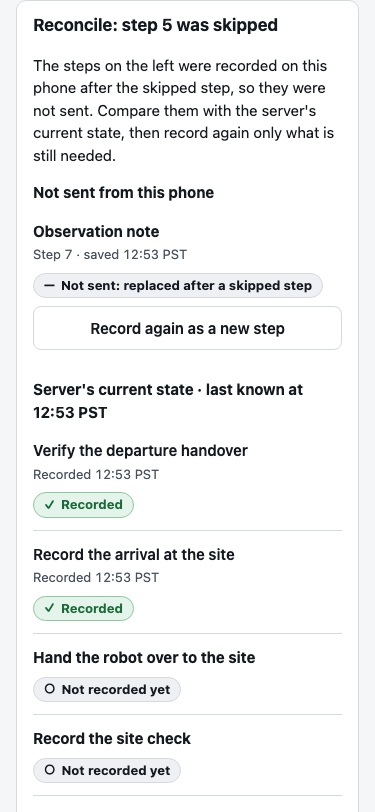 Reconcile: step 5 was skipped
The steps on the left were recorded on this
phone after the skipped step, so they were
not sent. Compare them with the server's
current state, then record again only what is
still needed.
Not sent from this phone
Observation note
Step 7 · saved 12:53 PST
Not sent: replaced after a skipped step
Record again as a new step
Server's current state · last known at
12:53 PST
Verify the departure handover
Recorded 12:53 PST
Recorded
Record the arrival at the site
Recorded 12:53 PST
Recorded
Hand the robot over to the site
Not recorded yet
Record the site check
Not recorded yet